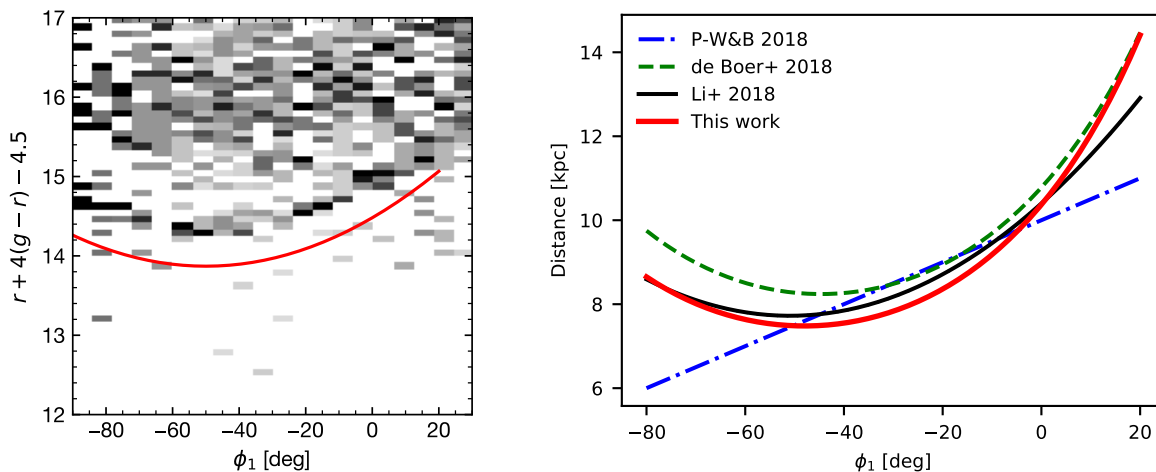 17
16
15
14
13
12
r + 4(g − r) − 4.5
−80
−60
−40
−20
0
20
ϕ₁ [deg]
P-W&B 2018
de Boer+ 2018
Li+ 2018
This work
14
12
10
8
6
Distance [kpc]
−80
−60
−40
−20
0
20
ϕ₁ [deg]